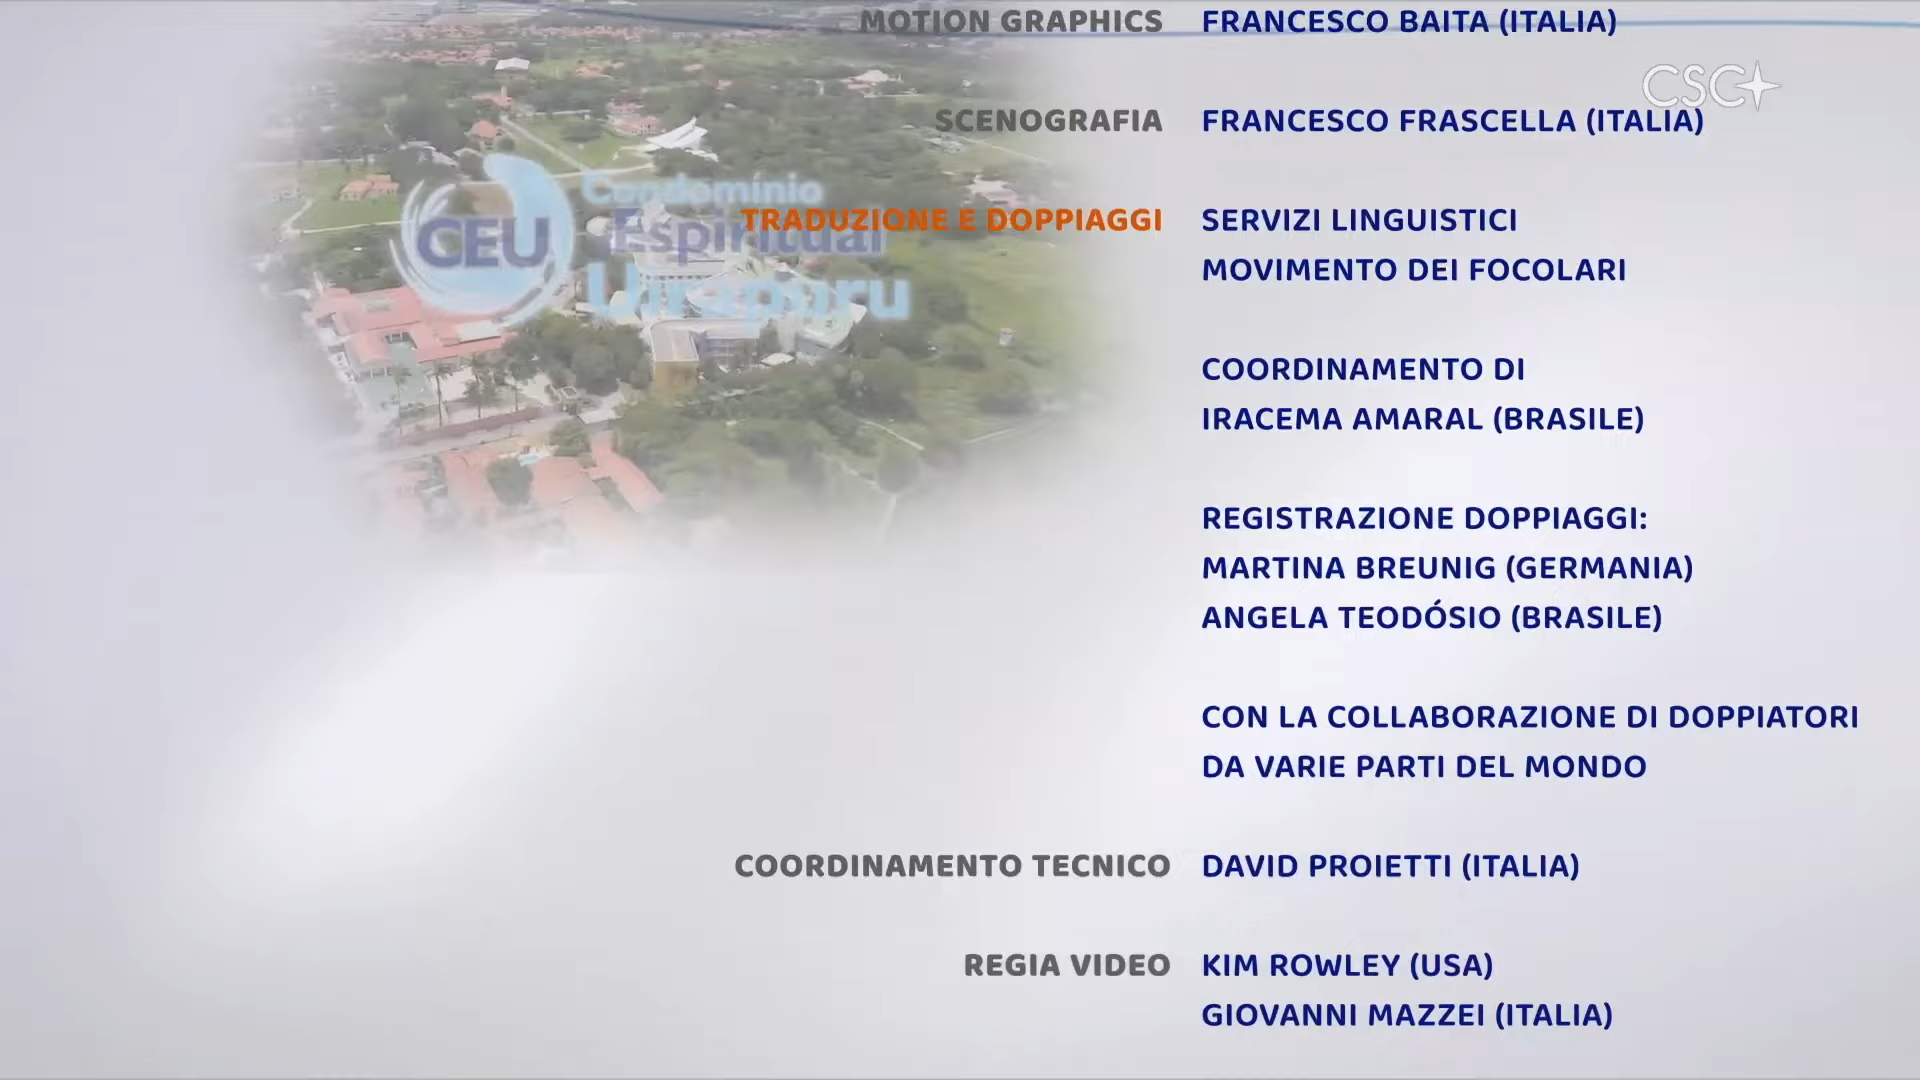 MOTION GRAPHICS FRANCESCO BAITA (ITALIA)
CSC
SCENOGRAFIA FRANCESCO FRASCELLA (ITALIA)
Condomínio
CEU Espiritual
Uirapuru
TRADUZIONE E DOPPIAGGI SERVIZI LINGUISTICI
MOVIMENTO DEI FOCOLARI
COORDINAMENTO DI
IRACEMA AMARAL (BRASILE)
REGISTRAZIONE DOPPIAGGI:
MARTINA BREUNIG (GERMANIA)
ANGELA TEODÓSIO (BRASILE)
CON LA COLLABORAZIONE DI DOPPIATORI
DA VARIE PARTI DEL MONDO
COORDINAMENTO TECNICO DAVID PROIETTI (ITALIA)
REGIA VIDEO KIM ROWLEY (USA)
GIOVANNI MAZZEI (ITALIA)